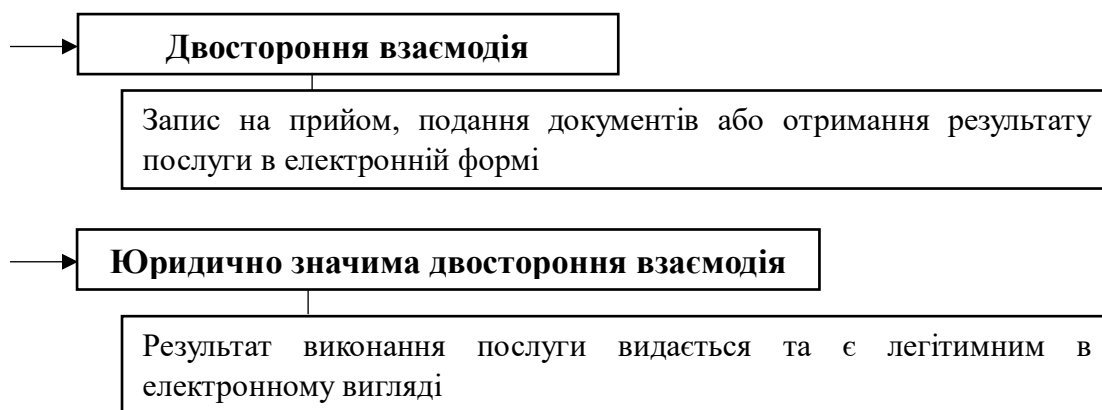 Двостороння взаємодія
Запис на прийом, подання документів або отримання результату
послуги в електронній формі
Юридично значима двостороння взаємодія
Результат виконання послуги видається та є легітимним в
електронному вигляді